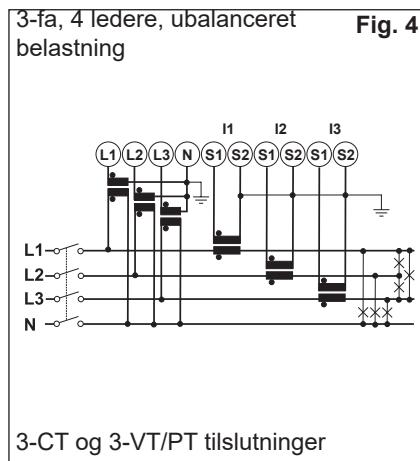 3-fa, 4 ledere, ubalanceret
belastning
Fig. 4
I1 I2 I3
L1 L2 L3 N S1 S2 S1 S2 S1 S2
L1
L2
L3
N
3-CT og 3-VT/PT tilslutninger